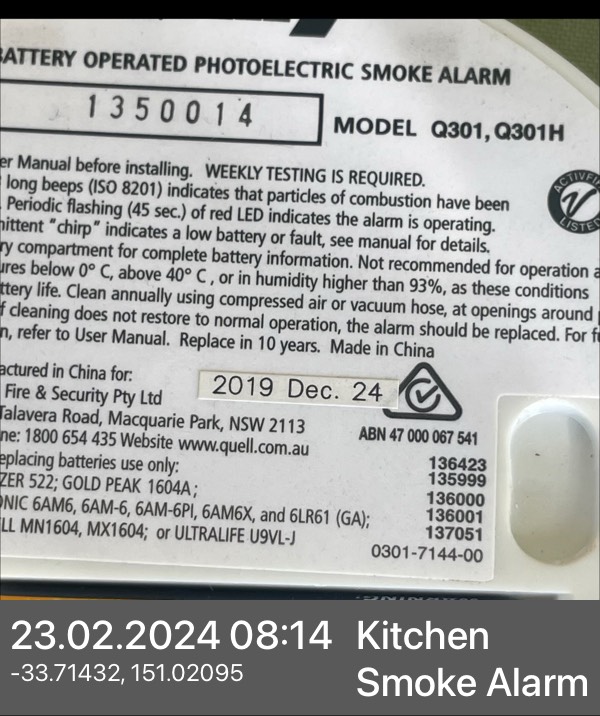 BATTERY OPERATED PHOTOELECTRIC SMOKE ALARM
1350014
MODEL Q301, Q301H
er Manual before installing. WEEKLY TESTING IS REQUIRED.
long beeps (ISO 8201) indicates that particles of combustion have been
. Periodic flashing (45 sec.) of red LED indicates the alarm is operating.
mittent "chirp" indicates a low battery or fault, see manual for details.
ry compartment for complete battery information. Not recommended for operation a
ures below 0° C, above 40° C, or in humidity higher than 93%, as these conditions
ttery life. Clean annually using compressed air or vacuum hose, at openings around
f cleaning does not restore to normal operation, the alarm should be replaced. For f
n, refer to User Manual. Replace in 10 years. Made in China
ACTIVFIRE
LISTED
actured in China for:
Fire & Security Pty Ltd
Talavera Road, Macquarie Park, NSW 2113
ne: 1800 654 435 Website www.quell.com.au
2019 Dec. 24
ABN 47 000 067 541
eplacing batteries use only:
ZER 522; GOLD PEAK 1604A;
ONIC 6AM6, 6AM-6, 6AM-6PI, 6AM6X, and 6LR61 (GA);
LL MN1604, MX1604; or ULTRALIFE U9VL-J
136423
135999
136000
136001
137051
0301-7144-00
23.02.2024 08:14
-33.71432, 151.02095
Kitchen
Smoke Alarm